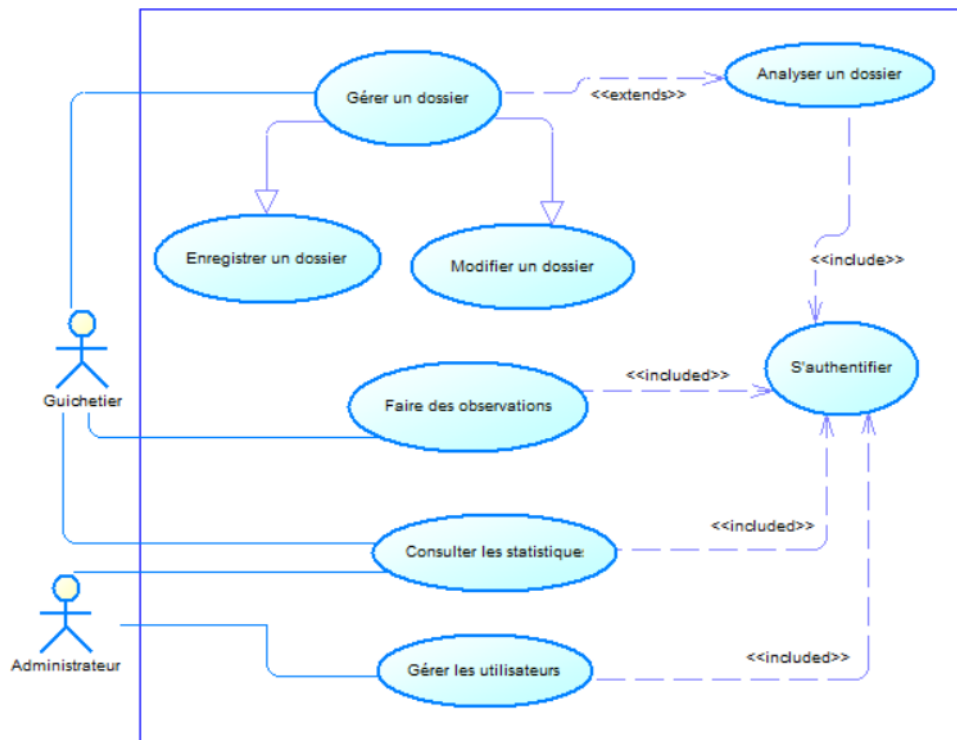 Gérer un dossier
<<extends>>
Analyser un dossier
Enregistrer un dossier
Modifier un dossier
<<include>>
Guichetier
Faire des observations
<<included>>
S'authentifier
Consulter les statistiques
<<included>>
Administrateur
Gérer les utilisateurs
<<included>>